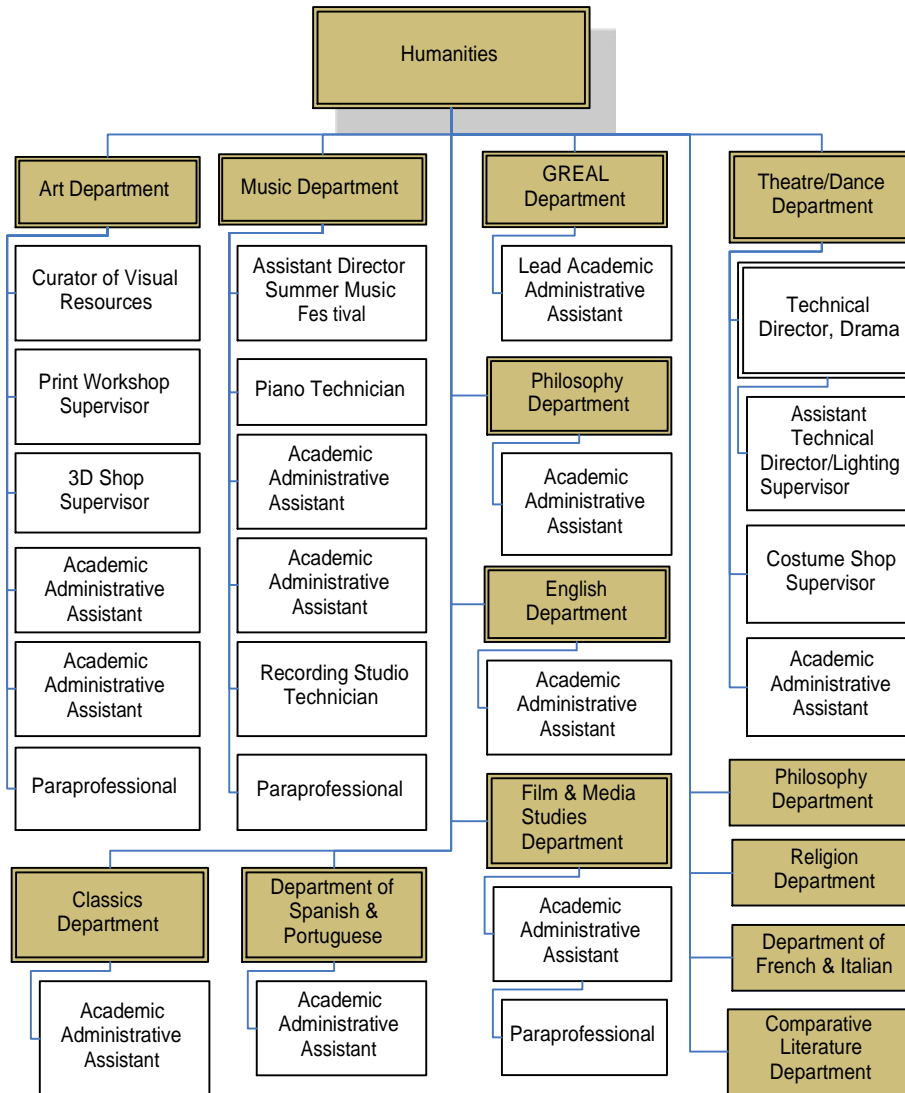 Humanities
Art Department
Curator of Visual
Resources
Print Workshop
Supervisor
3D Shop
Supervisor
Academic
Administrative
Assistant
Academic
Administrative
Assistant
Paraprofessional
Music Department
Assistant Director
Summer Music
Fes tival
Piano Technician
Academic
Administrative
Assistant
Academic
Administrative
Assistant
Recording Studio
Technician
Paraprofessional
GREAL
Department
Lead Academic
Administrative
Assistant
Philosophy
Department
Academic
Administrative
Assistant
English
Department
Academic
Administrative
Assistant
Film & Media
Studies
Department
Academic
Administrative
Assistant
Paraprofessional
Theatre/Dance
Department
Technical
Director, Drama
Assistant
Technical
Director/Lighting
Supervisor
Costume Shop
Supervisor
Academic
Administrative
Assistant
Philosophy
Department
Religion
Department
Department of
French & Italian
Comparative
Literature
Department
Classics
Department
Academic
Administrative
Assistant
Department of
Spanish &
Portuguese
Academic
Administrative
Assistant